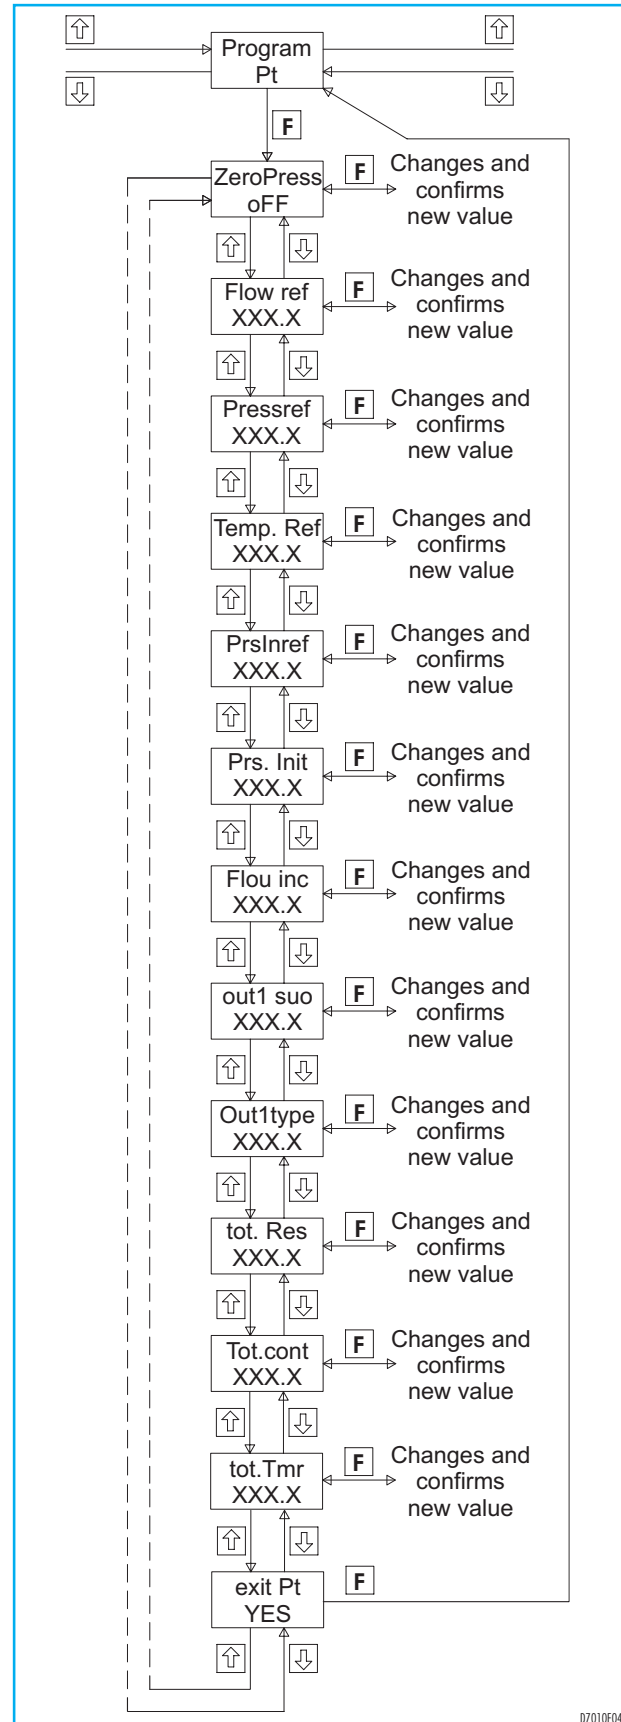 Program
Pt
F
ZeroPress
oFF
F
Changes and
confirms
new value
Flow ref
XXX.X
F
Changes and
confirms
new value
Pressref
XXX.X
F
Changes and
confirms
new value
Temp. Ref
XXX.X
F
Changes and
confirms
new value
PrsInref
XXX.X
F
Changes and
confirms
new value
Prs. Init
XXX.X
F
Changes and
confirms
new value
Flou inc
XXX.X
F
Changes and
confirms
new value
out1 suo
XXX.X
F
Changes and
confirms
new value
Out1type
XXX.X
F
Changes and
confirms
new value
tot. Res
XXX.X
F
Changes and
confirms
new value
Tot.cont
XXX.X
F
Changes and
confirms
new value
tot.Tmr
XXX.X
F
Changes and
confirms
new value
exit Pt
YES
F
D7010F04